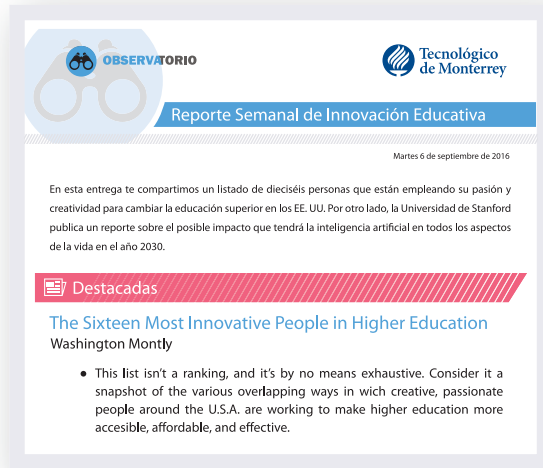 OBSERVATORIO
Tecnológico
de Monterrey
Reporte Semanal de Innovación Educativa
Martes 6 de septiembre de 2016
En esta entrega te compartimos un listado de dieciséis personas que están empleando su pasión y
creatividad para cambiar la educación superior en los EE. UU. Por otro lado, la Universidad de Stanford
publica un reporte sobre el posible impacto que tendrá la inteligencia artificial en todos los aspectos
de la vida en el año 2030.
Destacadas
The Sixteen Most Innovative People in Higher Education
Washington Montly
● This list isn't a ranking, and it's by no means exhaustive. Consider it a
snapshot of the various overlapping ways in wich creative, passionate
people around the U.S.A. are working to make higher education more
accesible, affordable, and effective.